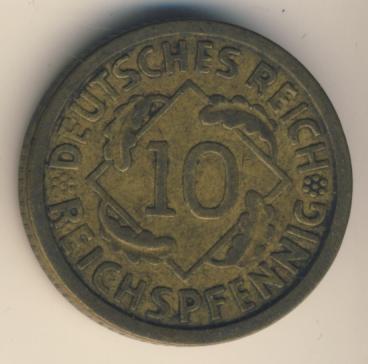 DEUTSCHES REICH
10
REICHSPFENNIG